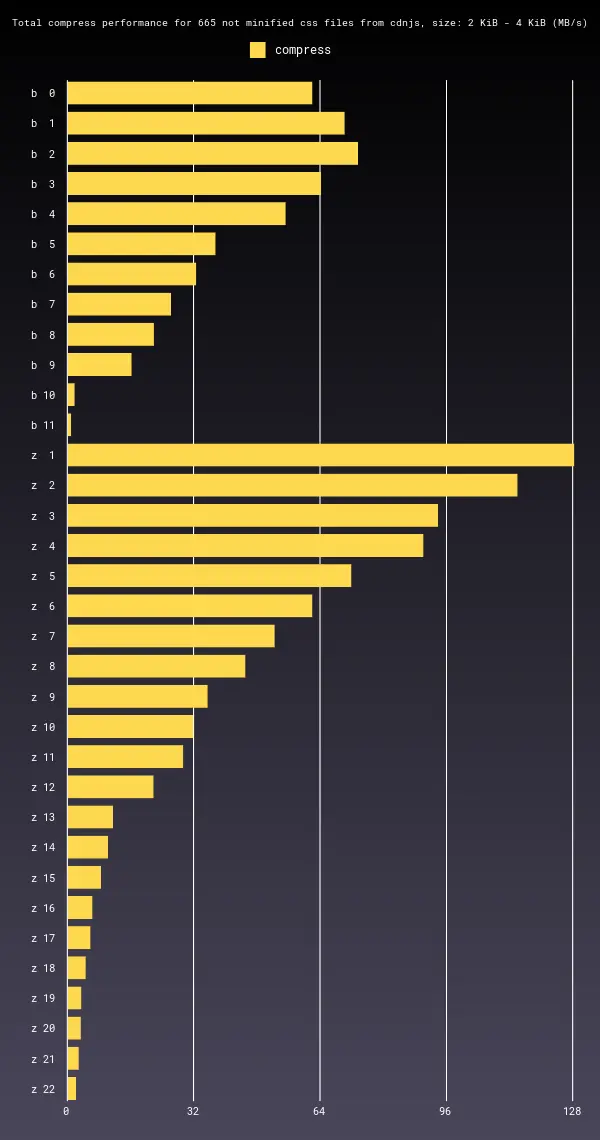 Total compress performance for 665 not minified css files from cdnjs, size: 2 KiB - 4 KiB (MB/s)
compress
b 0
b 1
b 2
b 3
b 4
b 5
b 6
b 7
b 8
b 9
b 10
b 11
z 1
z 2
z 3
z 4
z 5
z 6
z 7
z 8
z 9
z 10
z 11
z 12
z 13
z 14
z 15
z 16
z 17
z 18
z 19
z 20
z 21
z 22
0 32 64 96 128